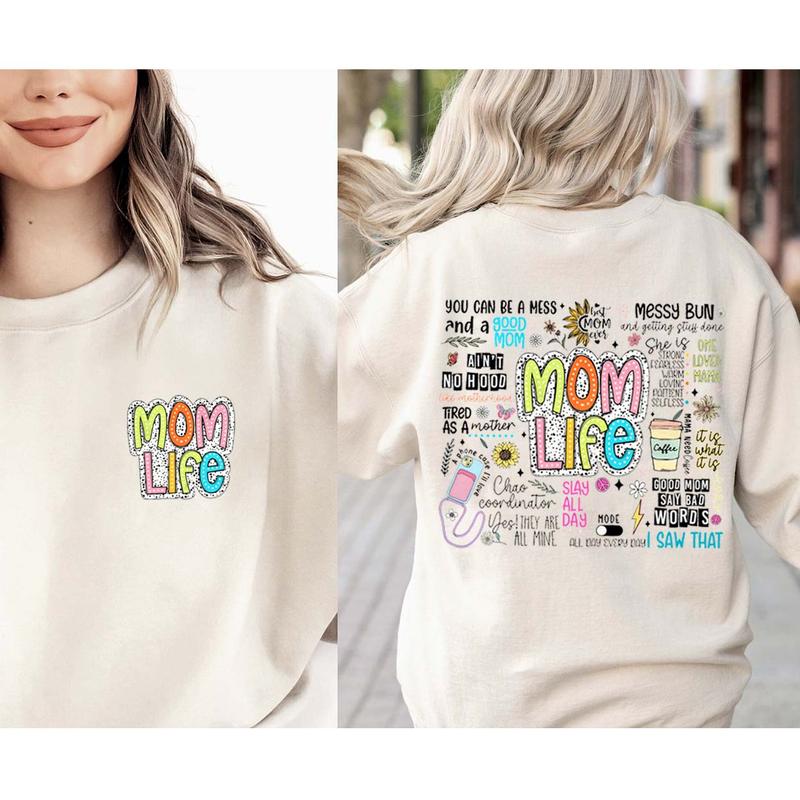 MOM
LIFE
YOU CAN BE A MESS
and a GOOD
MOM
best
MOM
ever
MESSY BUN
and getting stuff done
AIN'T
NO HOOD
like motherhood
MOM
LIFE
She is
STRONG
FEARLESS
WARM
LOVING
PATIENT
SELFLESS
ONE
LOVED
MAMA
TIRED
AS A mother
MAMA NEED Coffee
Coffee
it is
what
it is
Chao
coordinator
SLAY
ALL
DAY
GOOD MOM
SAY BAD
WORDS
Yes! THEY ARE
ALL MINE
MODE
ALL DAY EVERY DAY
I SAW THAT